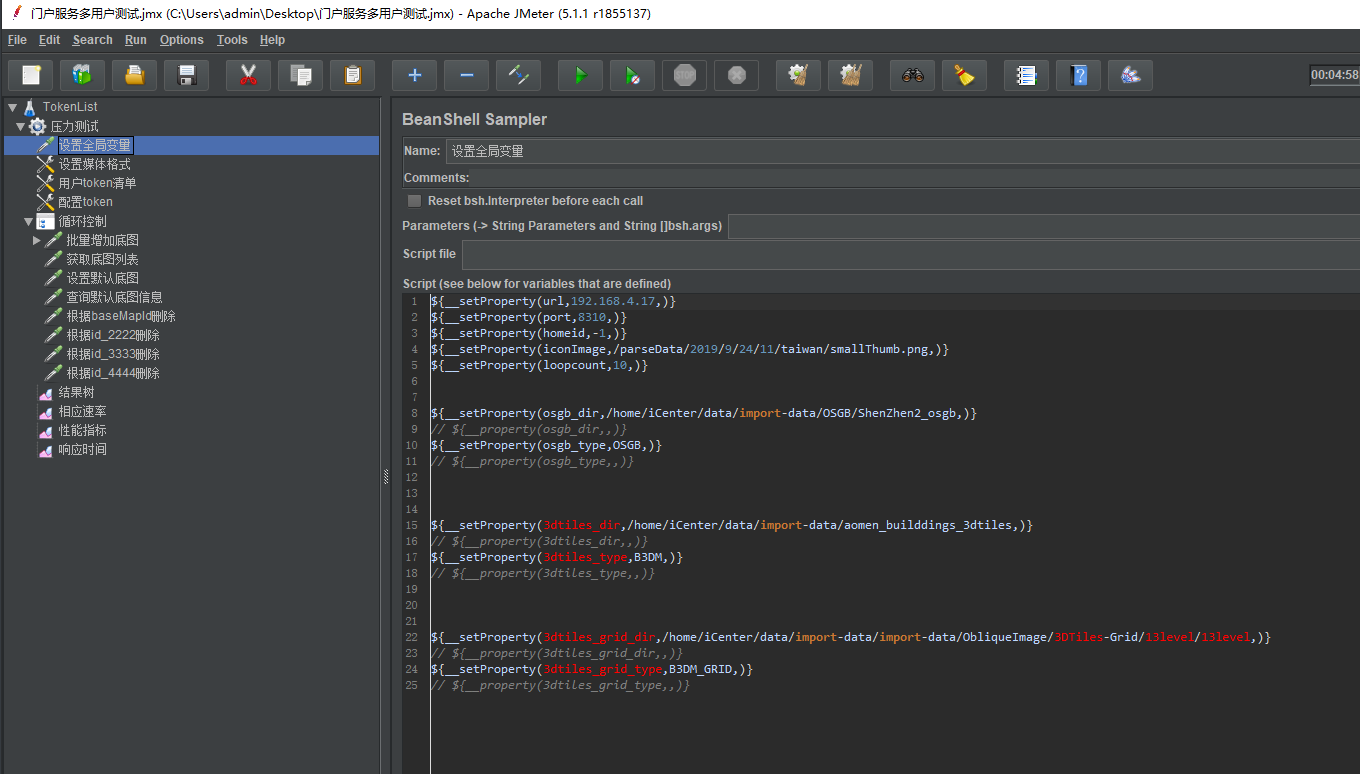 门户服务多用户测试.jmx (C:\Users\admin\Desktop\门户服务多用户测试.jmx) - Apache JMeter (5.1.1 r1855137)
File Edit Search Run Options Tools Help
STOP
00:04:58
TokenList
压力测试
设置全局变量
设置媒体格式
用户token清单
配置token
循环控制
批量增加底图
获取底图列表
设置默认底图
查询默认底图信息
根据baseMapId删除
根据id_2222删除
根据id_3333删除
根据id_4444删除
结果树
相应速率
性能指标
响应时间
BeanShell Sampler
Name: 设置全局变量
Comments:
Reset bsh.Interpreter before each call
Parameters (-> String Parameters and String []bsh.args)
Script file
Script (see below for variables that are defined)
1 ${__setProperty(url,192.168.4.17,)}
2 ${__setProperty(port,8310,)}
3 ${__setProperty(homeid,-1,)}
4 ${__setProperty(iconImage,/parseData/2019/9/24/11/taiwan/smallThumb.png,)}
5 ${__setProperty(loopcount,10,)}
6
7
8 ${__setProperty(osgb_dir,/home/iCenter/data/import-data/OSGB/ShenZhen2_osgb,)}
9 // ${__property(osgb_dir,,)}
10 ${__setProperty(osgb_type,OSGB,)}
11 // ${__property(osgb_type,,)}
12
13
14
15 ${__setProperty(3dtiles_dir,/home/iCenter/data/import-data/aomen_builddings_3dtiles,)}
16 // ${__property(3dtiles_dir,,)}
17 ${__setProperty(3dtiles_type,B3DM,)}
18 // ${__property(3dtiles_type,,)}
19
20
21
22 ${__setProperty(3dtiles_grid_dir,/home/iCenter/data/import-data/import-data/ObliqueImage/3DTiles-Grid/13level/13level,)}
23 // ${__property(3dtiles_grid_dir,,)}
24 ${__setProperty(3dtiles_grid_type,B3DM_GRID,)}
25 // ${__property(3dtiles_grid_type,,)}